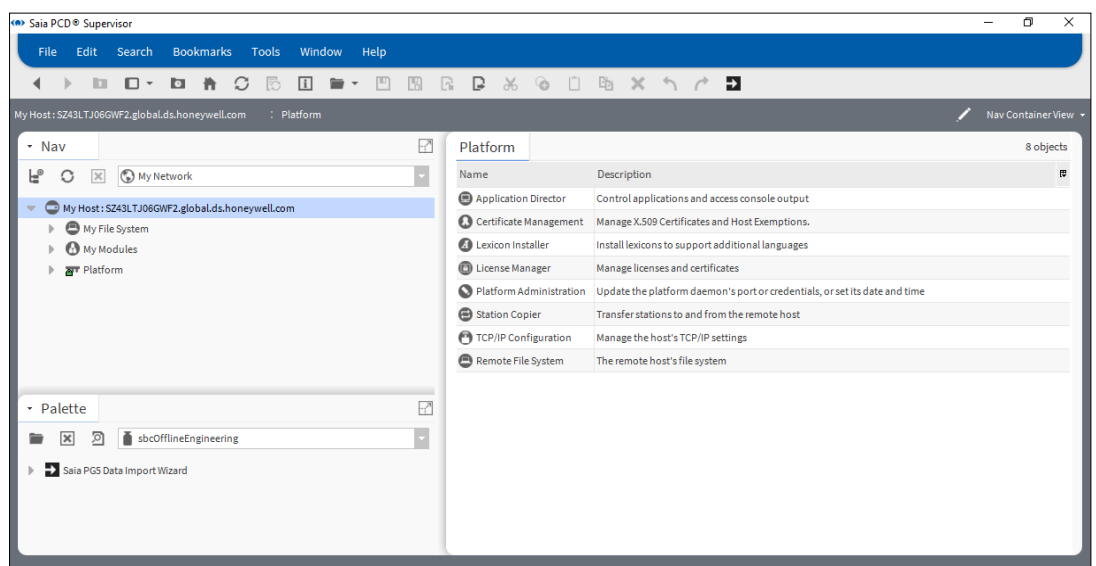 Saia PCD® Supervisor
File Edit Search Bookmarks Tools Window Help
My Host : SZ43LTJ06GWF2.global.ds.honeywell.com : Platform
Nav Container View
Nav
My Network
My Host : SZ43LTJ06GWF2.global.ds.honeywell.com
My File System
My Modules
Platform
Palette
sbcOfflineEngineering
Saia PG5 Data Import Wizard
Platform 8 objects
Name Description
Application Director Control applications and access console output
Certificate Management Manage X.509 Certificates and Host Exemptions.
Lexicon Installer Install lexicons to support additional languages
License Manager Manage licenses and certificates
Platform Administration Update the platform daemon's port or credentials, or set its date and time
Station Copier Transfer stations to and from the remote host
TCP/IP Configuration Manage the host's TCP/IP settings
Remote File System The remote host's file system